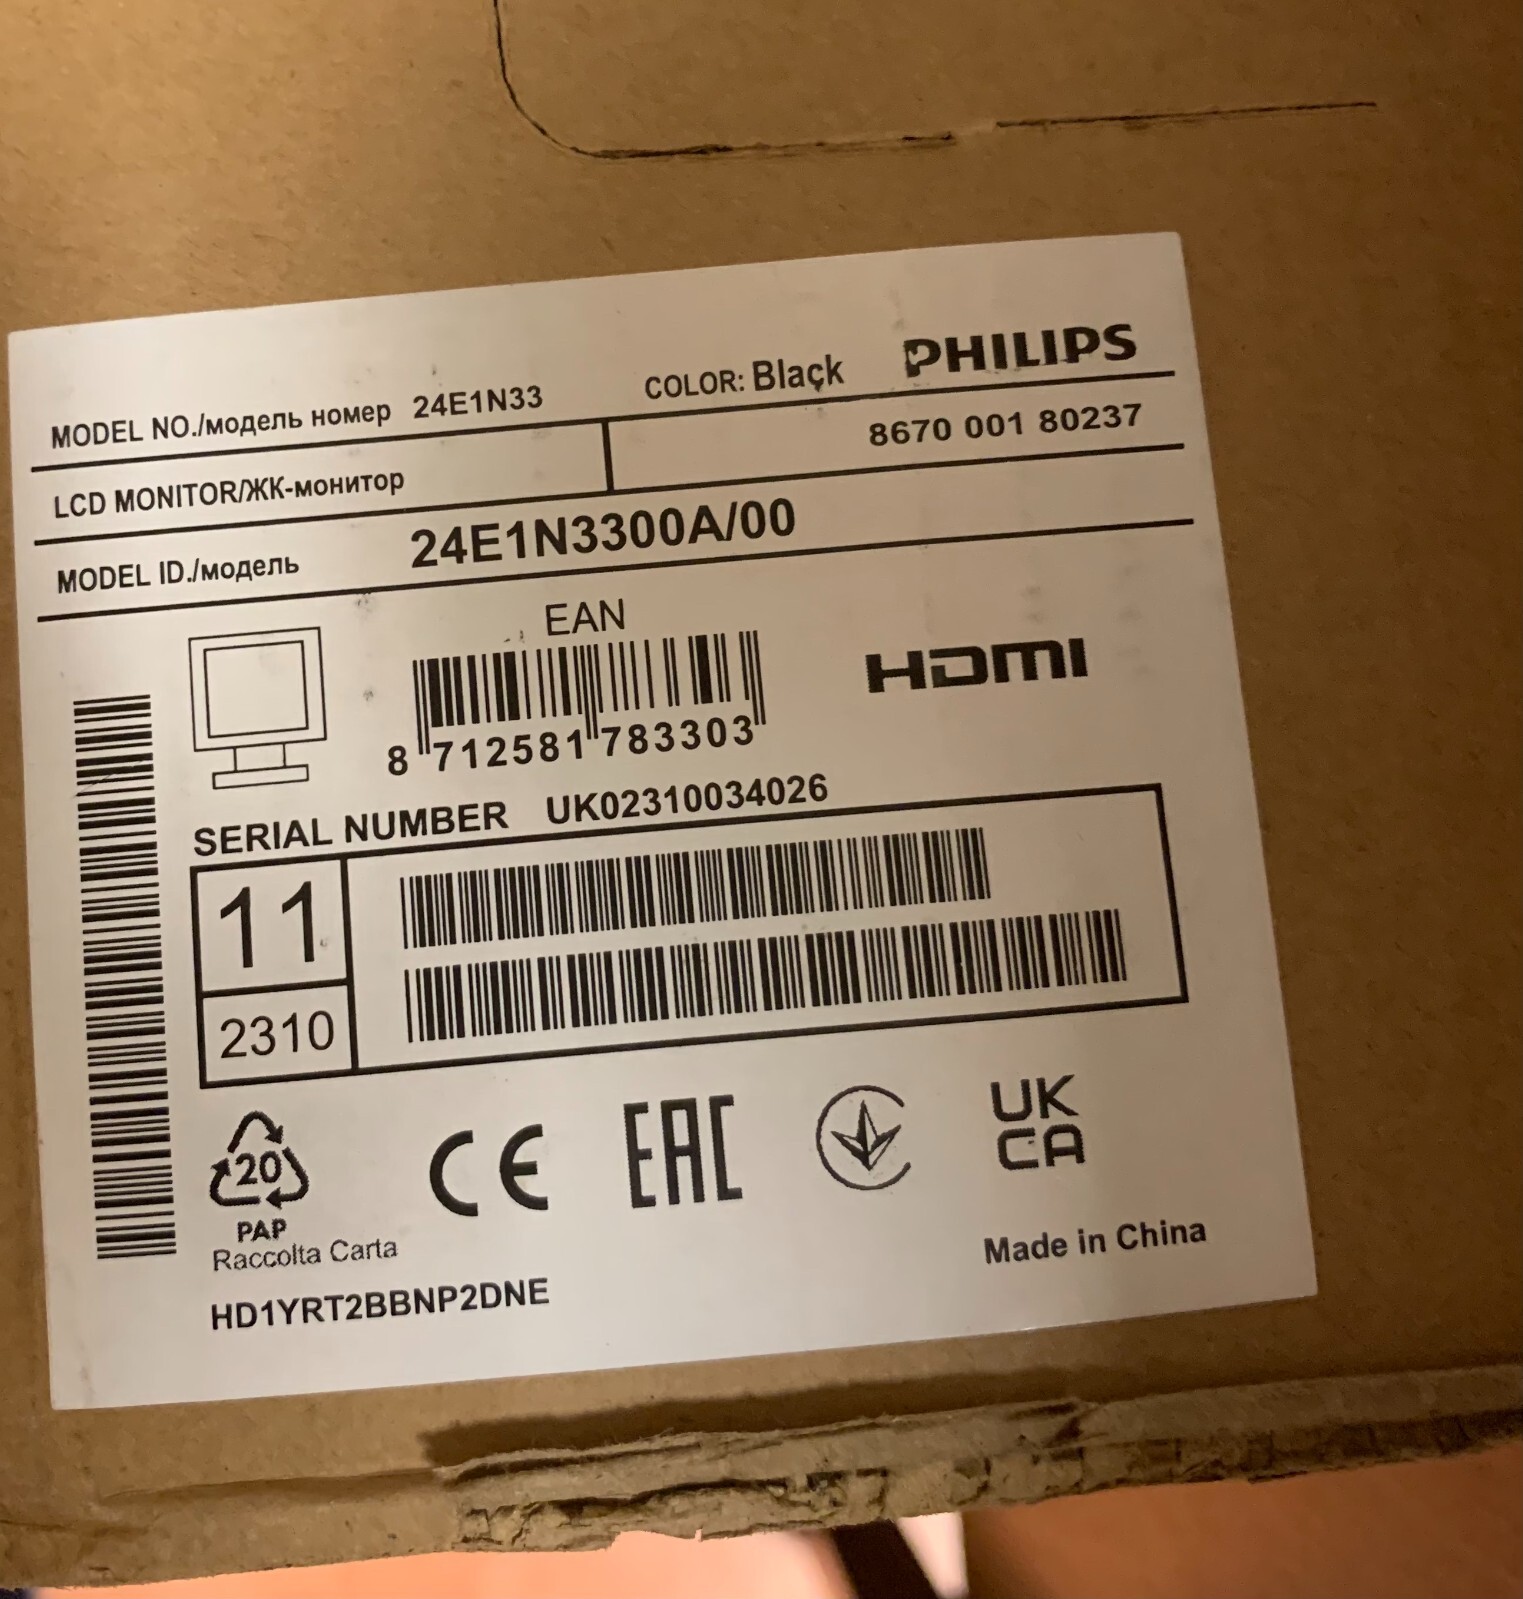 PHILIPS
MODEL NO./модель номер 24E1N33 COLOR: Black
LCD MONITOR/ЖК-монитор 8670 001 80237
MODEL ID./модель 24E1N3300A/00
EAN
HDMI
8 712581 783303
SERIAL NUMBER UK02310034026
11
2310
20
PAP
Raccolta Carta
CE
EAC
UK
CA
Made in China
HD1YRT2BBNP2DNE